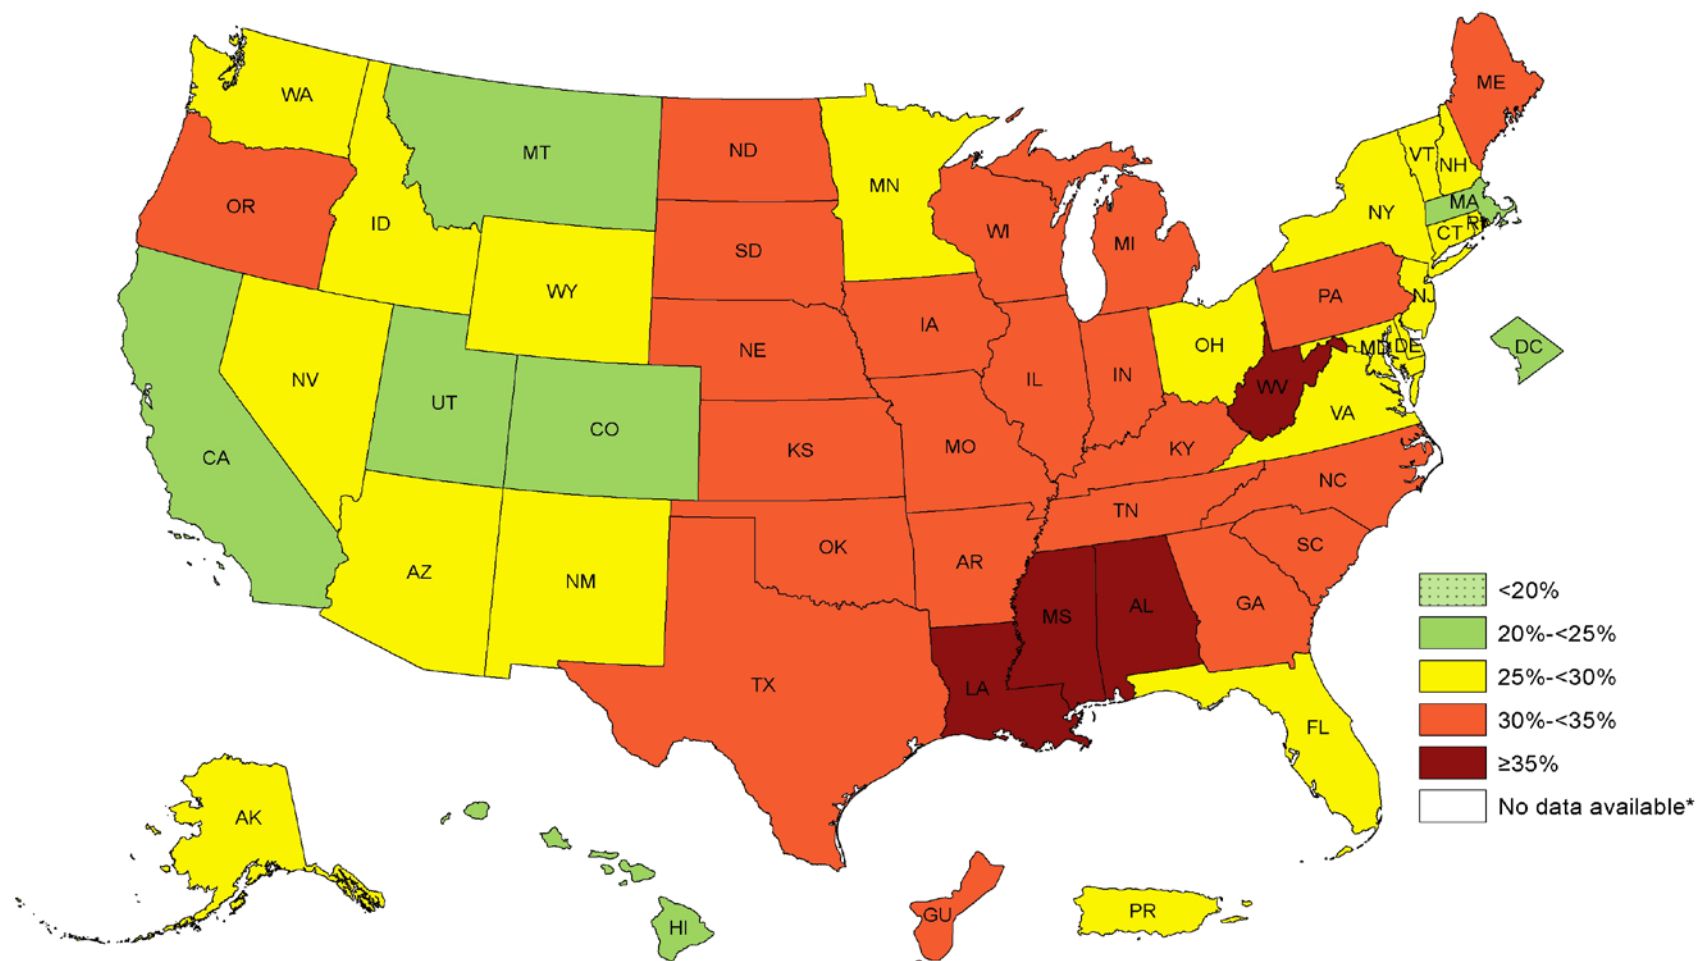 ME
WA
MT
ND
VT
NH
MN
OR
MA
ID
NY
RI
WI
CT
MI
SD
WY
PA
NJ
IA
OH
MD
DE
DC
NE
NV
IL
IN
WV
UT
VA
CO
KS
MO
KY
CA
NC
TN
OK
SC
AR
AZ
NM
<20%
GA
AL
MS
20%-<25%
25%-<30%
TX
LA
30%-<35%
FL
≥35%
No data available*
AK
PR
GU
HI